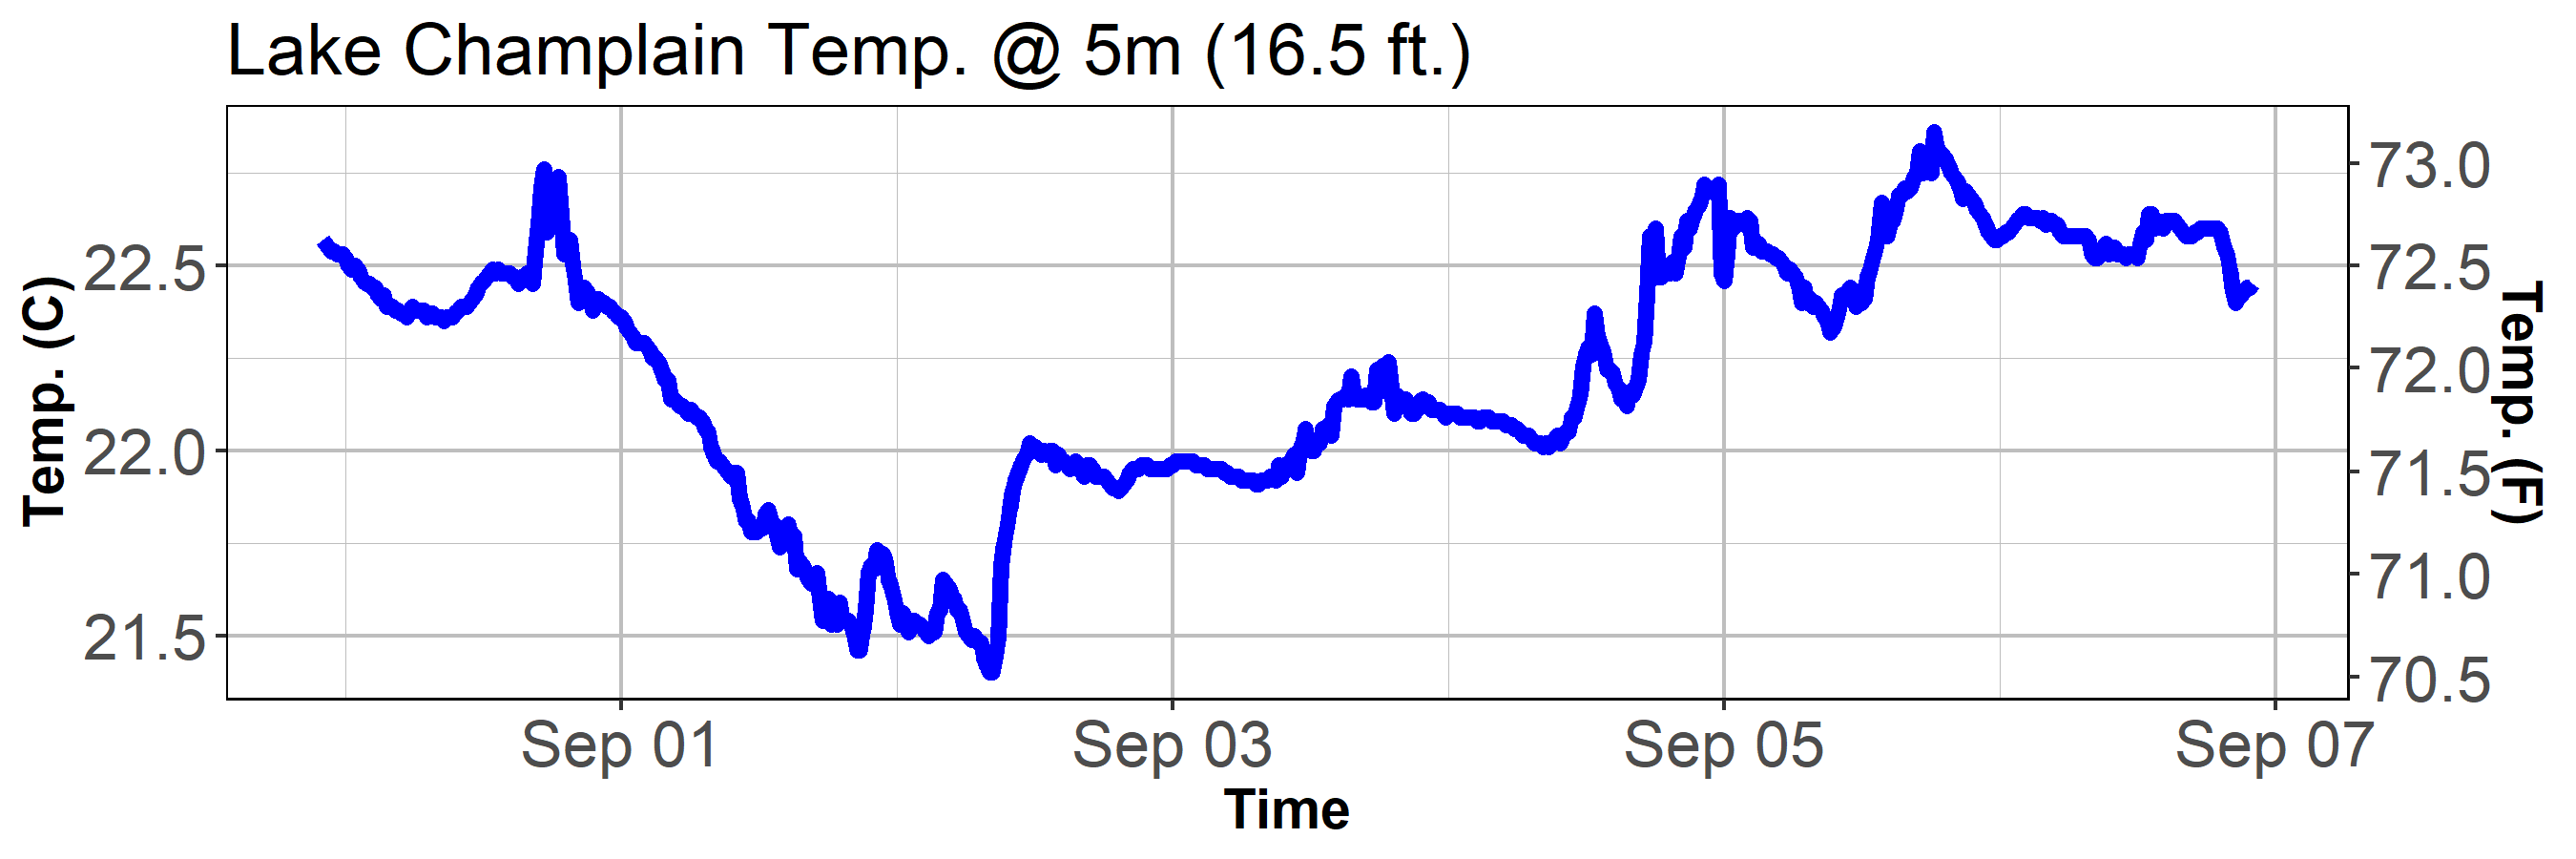 Lake Champlain Temp. @ 5m (16.5 ft.)
Temp. (C)
22.5
22.0
21.5
73.0
72.5
72.0
71.5
71.0
70.5
Temp. (F)
Sep 01
Sep 03
Sep 05
Sep 07
Time